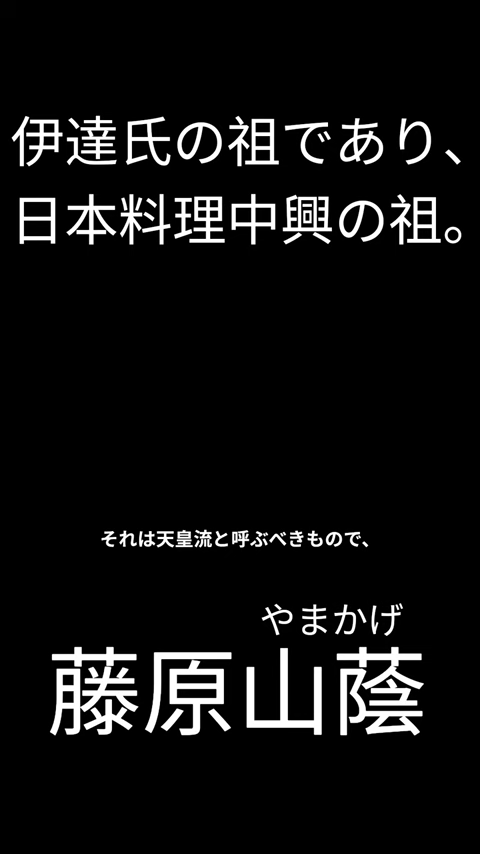 伊達氏の祖であり、
日本料理中興の祖。
それは天皇流と呼ぶべきもので、
やまかげ
藤原山蔭